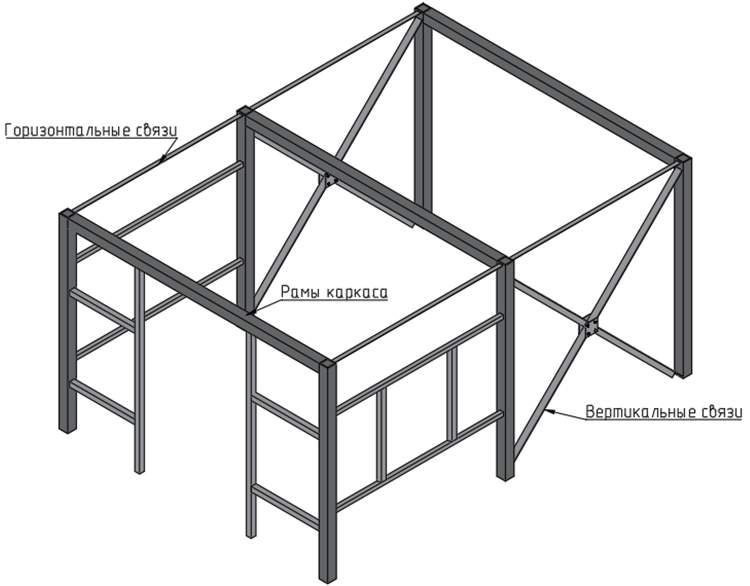 Горизонтальные связи
Рамы каркаса
Вертикальные связи